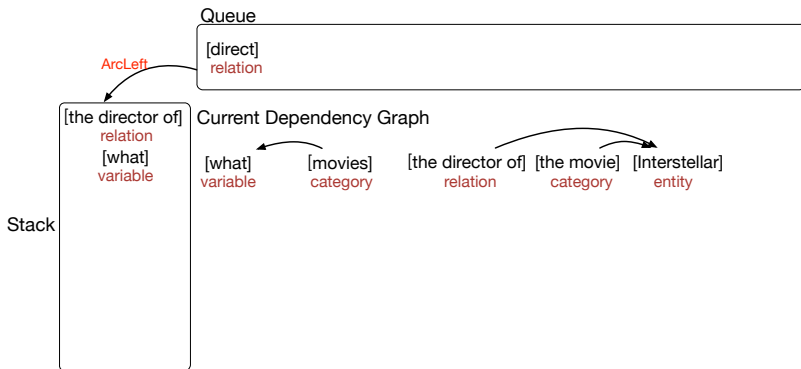 Queue
[direct]
relation
ArcLeft
[the director of]
relation
[what]
variable
Stack
Current Dependency Graph
[what] [movies] [the director of] [the movie] [Interstellar]
variable category relation category entity